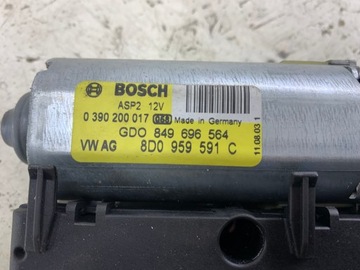 BOSCH
ASP2 12V
0 390 200 017 059 Made in Germany
GDO 849 696 564
VW AG 8D0 959 591 C
11.08.03 1